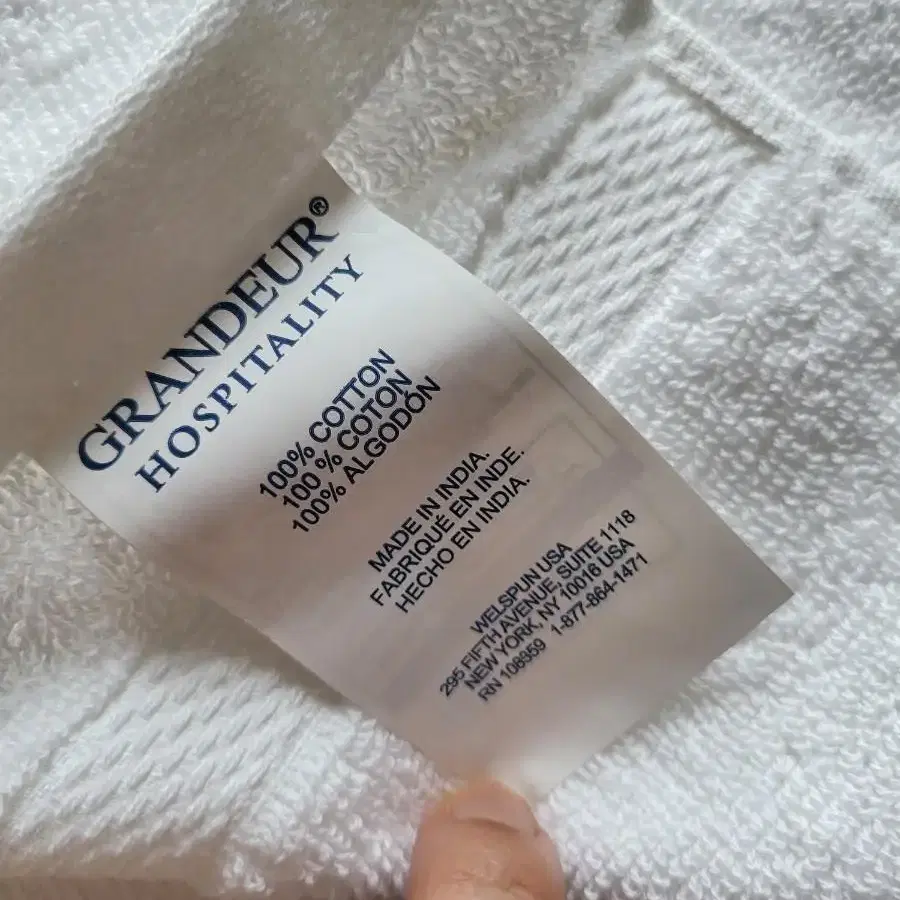 GRANDEUR®
HOSPITALITY
100% COTTON
100% COTON
100% ALGODÓN
MADE IN INDIA.
FABRIQUÉ EN INDE.
HECHO EN INDIA.
WELSPUN USA
295 FIFTH AVENUE, SUITE 1118
NEW YORK, NY 10016 USA
RN 108359 1-877-864-1471